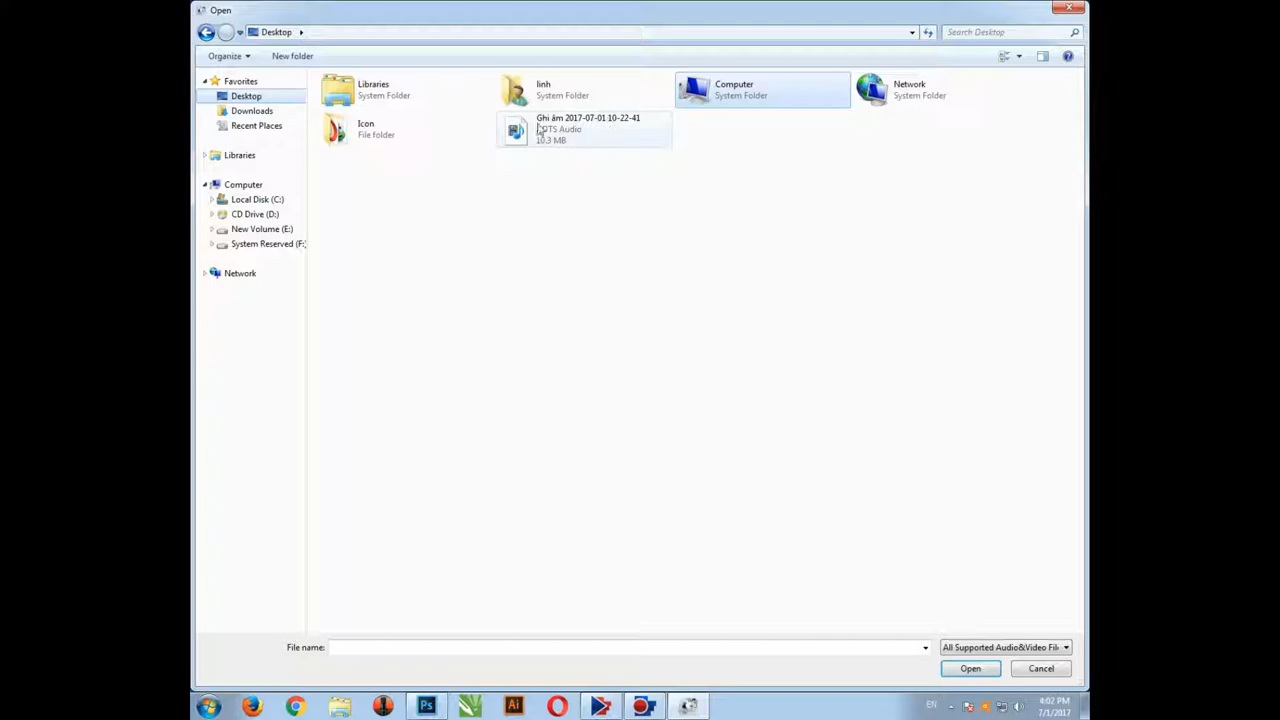 Open
Desktop
Search Desktop
Organize
New folder
Favorites
Desktop
Downloads
Recent Places
Libraries
Computer
Local Disk (C:)
CD Drive (D:)
New Volume (E:)
System Reserved (F:)
Network
Libraries
System Folder
linh
System Folder
Computer
System Folder
Network
System Folder
Icon
File folder
Ghi âm 2017-07-01 10-22-41
DTS Audio
10.3 MB
File name:
All Supported Audio&Video Fil
Open
Cancel
Ps
Ai
EN
4:02 PM
7/1/2017